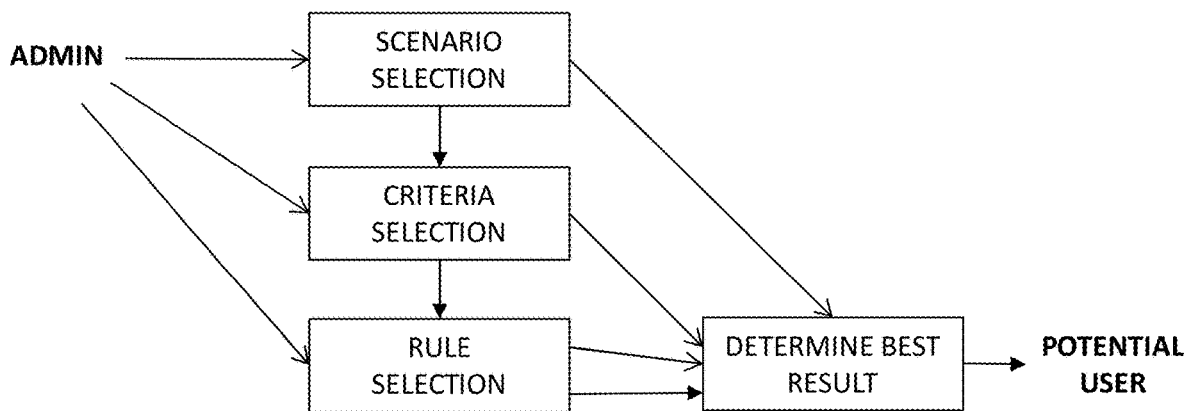 ADMIN
SCENARIO
SELECTION
CRITERIA
SELECTION
RULE
SELECTION
DETERMINE BEST
RESULT
POTENTIAL
USER